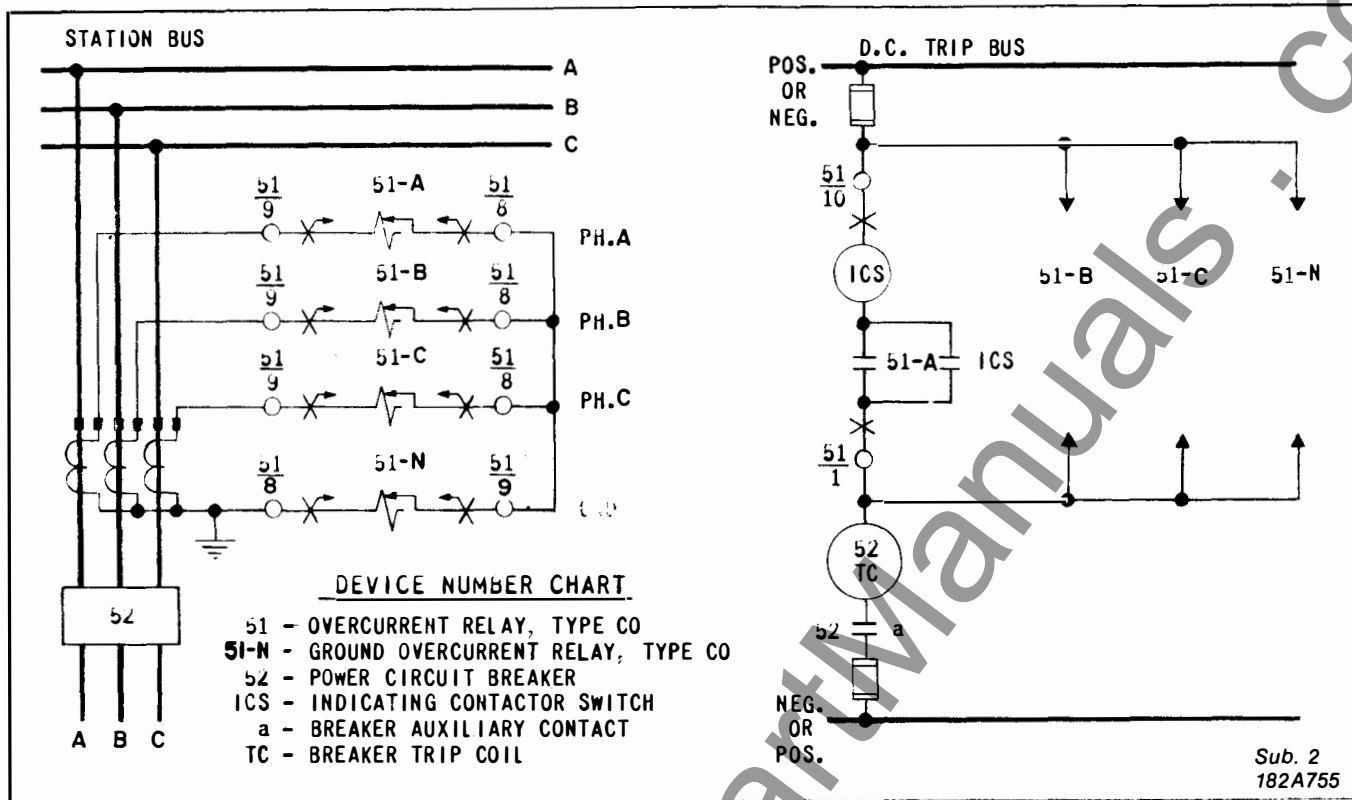 STATION BUS
A
B
C
51
9
51-A
51
8
PH.A
51
9
51-B
51
8
PH.B
51
9
51-C
51
8
PH.C
51
8
51-N
51
9
52
A B C
DEVICE NUMBER CHART
51 - OVERCURRENT RELAY, TYPE CO
51-N - GROUND OVERCURRENT RELAY, TYPE CO
52 - POWER CIRCUIT BREAKER
ICS - INDICATING CONTACTOR SWITCH
a - BREAKER AUXILIARY CONTACT
TC - BREAKER TRIP COIL
D.C. TRIP BUS
POS.
OR
NEG.
51
10
ICS
51-B
51-C
51-N
51-A
ICS
51
1
52
TC
52
a
NEG.
OR
POS.
Sub. 2
182A755